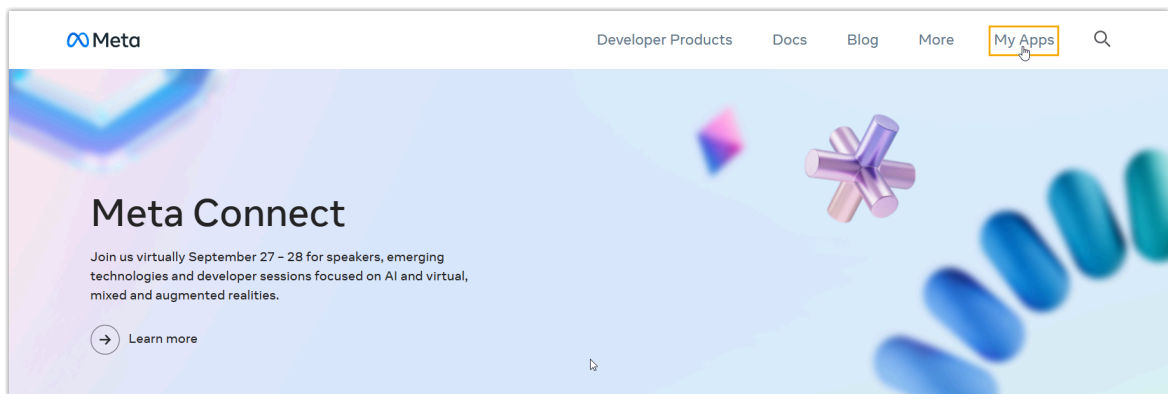 Meta
Developer Products Docs Blog More My Apps
Meta Connect
Join us virtually September 27 – 28 for speakers, emerging
technologies and developer sessions focused on AI and virtual,
mixed and augmented realities.
Learn more